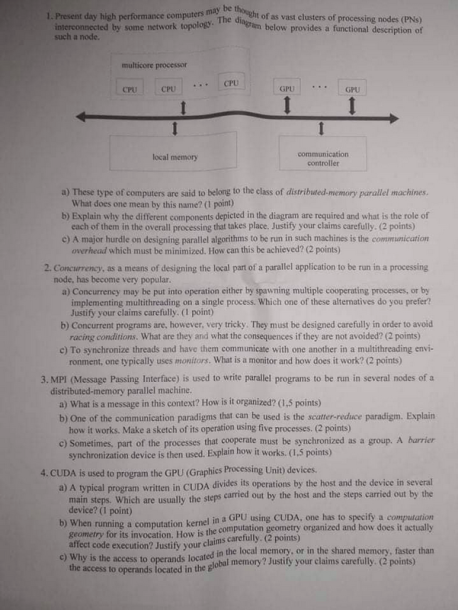 1. Present day high performance computers may be thought of as vast clusters of processing nodes (PNs)
interconnected by some network topology. The diagram below provides a functional description of
such a node.
multicore processor
CPU CPU ... CPU GPU ... GPU
local memory
communication
controller
a) These type of computers are said to belong to the class of distributed-memory parallel machines.
What does one mean by this name? (1 point)
b) Explain why the different components depicted in the diagram are required and what is the role of
each of them in the overall processing that takes place. Justify your claims carefully. (2 points)
c) A major hurdle on designing parallel algorithms to be run in such machines is the communication
overhead which must be minimized. How can this be achieved? (2 points)
2. Concurrency, as a means of designing the local part of a parallel application to be run in a processing
node, has become very popular.
a) Concurrency may be put into operation either by spawning multiple cooperating processes, or by
implementing multithreading on a single process. Which one of these alternatives do you prefer?
Justify your claims carefully. (1 point)
b) Concurrent programs are, however, very tricky. They must be designed carefully in order to avoid
racing conditions. What are they and what the consequences if they are not avoided? (2 points)
c) To synchronize threads and have them communicate with one another in a multithreading envi-
ronment, one typically uses monitors. What is a monitor and how does it work? (2 points)
3. MPI (Message Passing Interface) is used to write parallel programs to be run in several nodes of a
distributed-memory parallel machine.
a) What is a message in this context? How is it organized? (1,5 points)
b) One of the communication paradigms that can be used is the scatter-reduce paradigm. Explain
how it works. Make a sketch of its operation using five processes. (2 points)
c) Sometimes, part of the processes that cooperate must be synchronized as a group. A barrier
synchronization device is then used. Explain how it works. (1,5 points)
4. CUDA is used to program the GPU (Graphics Processing Unit) devices.
a) A typical program written in CUDA divides its operations by the host and the device in several
main steps. Which are usually the steps carried out by the host and the steps carried out by the
device? (1 point)
b) When running a computation kernel in a GPU using CUDA, one has to specify a computation
geometry for its invocation. How is the computation geometry organized and how does it actually
affect code execution? Justify your claims carefully. (2 points)
c) Why is the access to operands located in the local memory, or in the shared memory, faster than
the access to operands located in the global memory? Justify your claims carefully. (2 points)